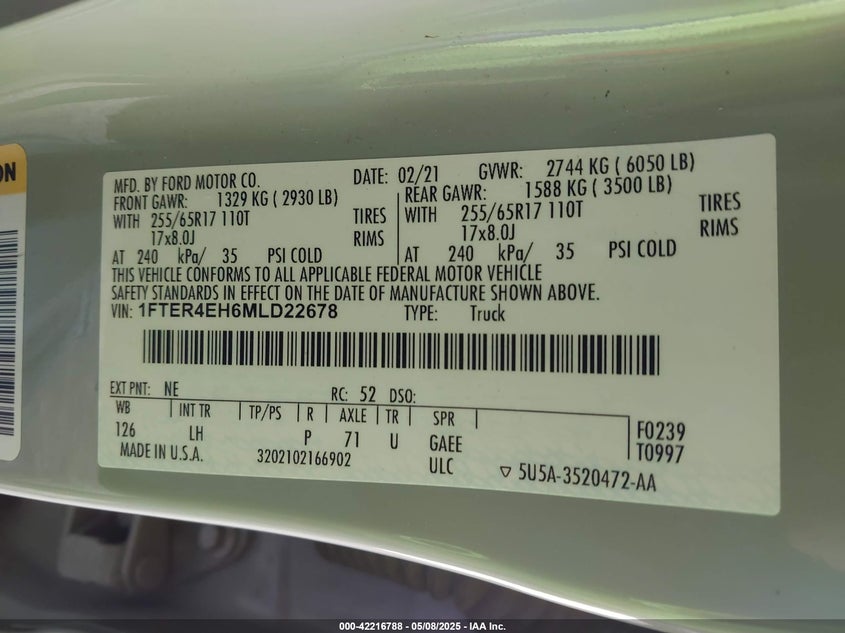 ON
MFD. BY FORD MOTOR CO. DATE: 02/21 GVWR: 2744 KG ( 6050 LB)
FRONT GAWR: 1329 KG ( 2930 LB) REAR GAWR: 1588 KG ( 3500 LB)
WITH 255/65R17 110T TIRES WITH 255/65R17 110T TIRES
17x8.0J RIMS 17x8.0J RIMS
AT 240 kPa/ 35 PSI COLD AT 240 kPa/ 35 PSI COLD
THIS VEHICLE CONFORMS TO ALL APPLICABLE FEDERAL MOTOR VEHICLE
SAFETY STANDARDS IN EFFECT ON THE DATE OF MANUFACTURE SHOWN ABOVE.
VIN: 1FTER4EH6MLD22678 TYPE: Truck
EXT PNT: NE RC: 52 DSO:
WB INT TR TP/PS R AXLE TR SPR
126 LH P 71 U GAEE F0239
MADE IN U.S.A. 3202102166902 ULC T0997
▽ 5U5A-3520472-AA
000-42216788 - 05/08/2025 - IAA Inc.